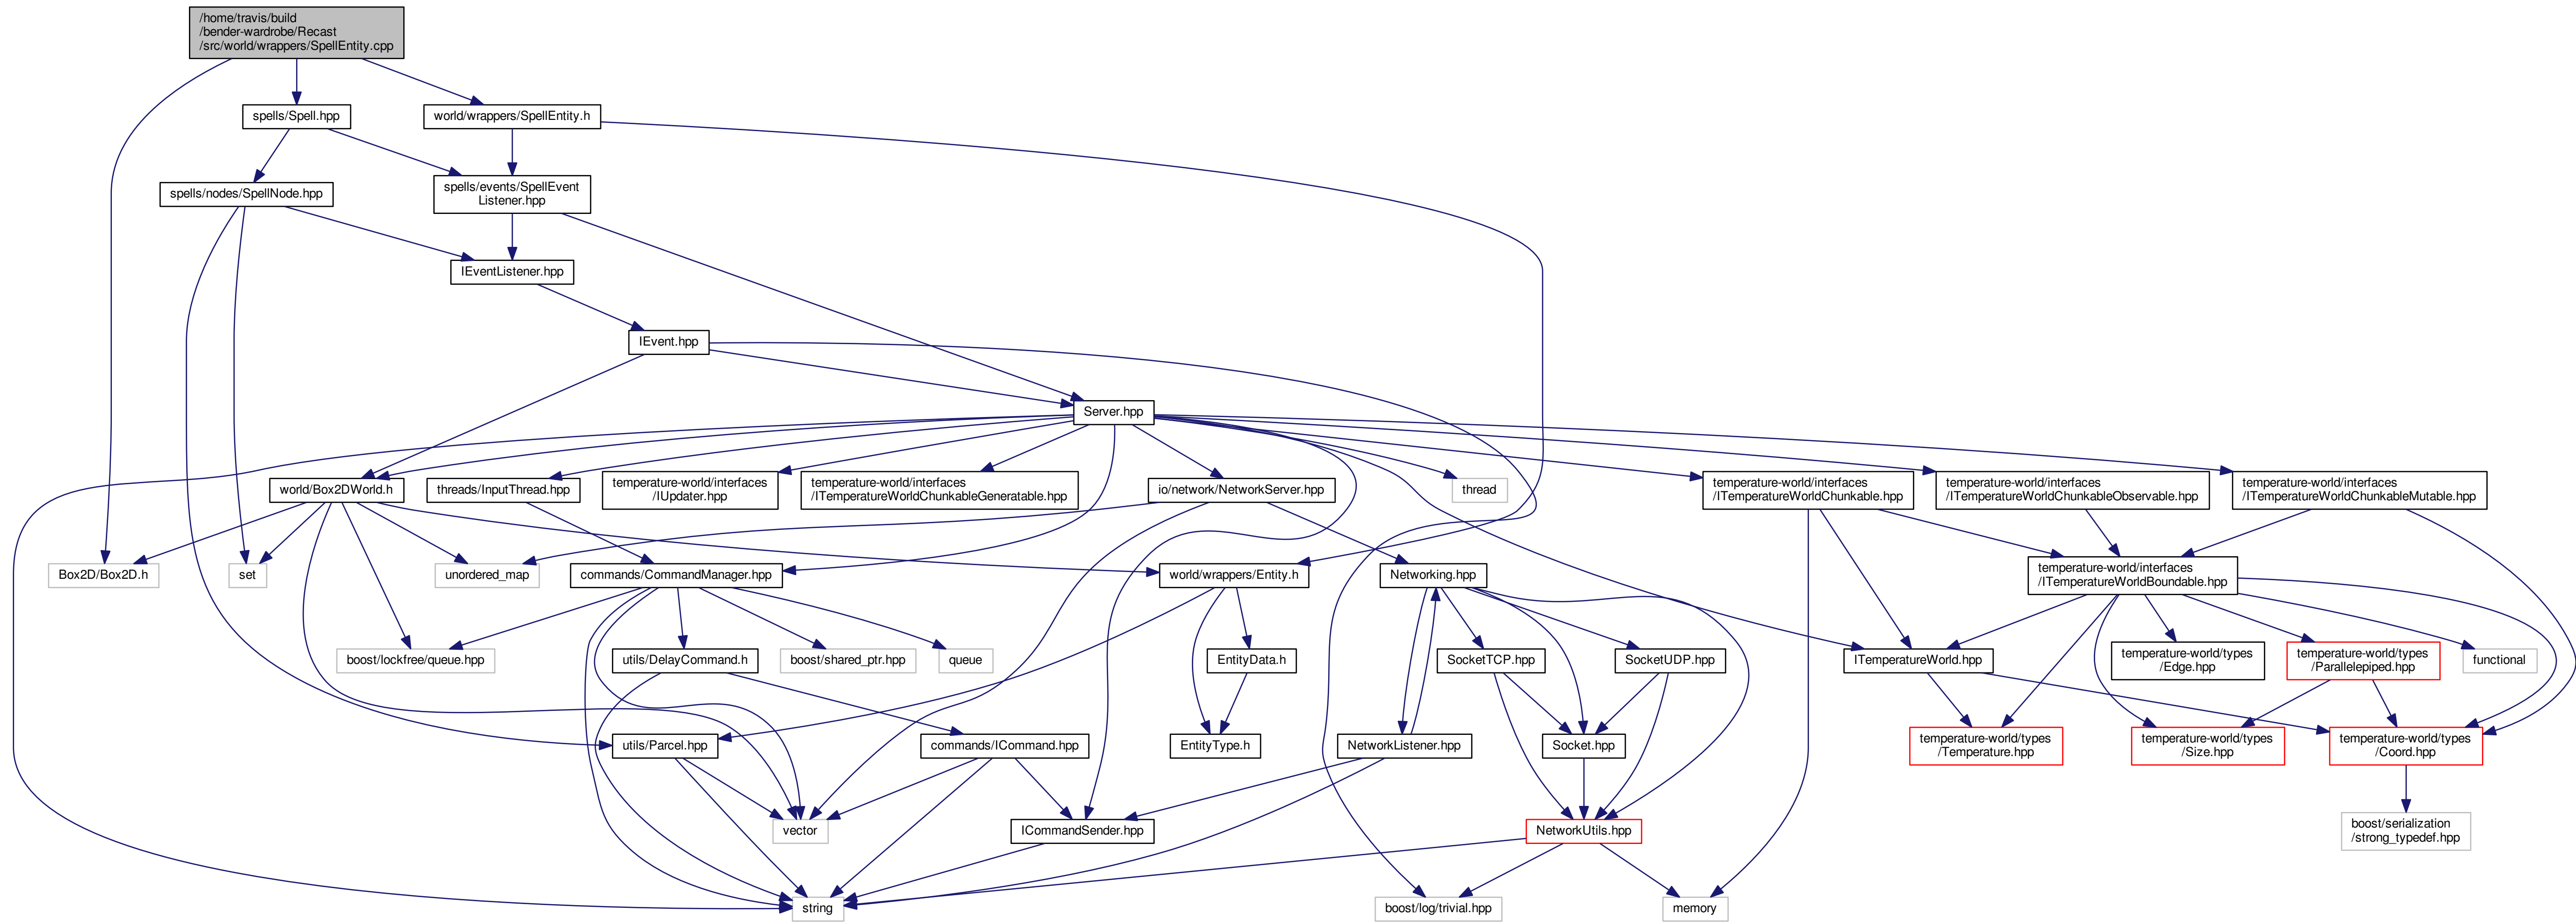 /home/travis/build
/bender-wardrobe/Recast
/src/world/wrappers/SpellEntity.cpp
spells/Spell.hpp
world/wrappers/SpellEntity.h
spells/nodes/SpellNode.hpp
spells/events/SpellEvent
Listener.hpp
IEventListener.hpp
IEvent.hpp
Server.hpp
world/Box2DWorld.h
threads/InputThread.hpp
temperature-world/interfaces
/IUpdater.hpp
temperature-world/interfaces
/ITemperatureWorldChunkableGeneratable.hpp
io/network/NetworkServer.hpp
thread
temperature-world/interfaces
/ITemperatureWorldChunkable.hpp
temperature-world/interfaces
/ITemperatureWorldChunkableObservable.hpp
temperature-world/interfaces
/ITemperatureWorldChunkableMutable.hpp
Box2D/Box2D.h
set
unordered_map
commands/CommandManager.hpp
world/wrappers/Entity.h
Networking.hpp
temperature-world/interfaces
/ITemperatureWorldBoundable.hpp
boost/lockfree/queue.hpp
utils/DelayCommand.h
boost/shared_ptr.hpp
queue
EntityData.h
SocketTCP.hpp
SocketUDP.hpp
ITemperatureWorld.hpp
temperature-world/types
/Edge.hpp
temperature-world/types
/Parallelepiped.hpp
functional
utils/Parcel.hpp
commands/ICommand.hpp
EntityType.h
NetworkListener.hpp
Socket.hpp
temperature-world/types
/Temperature.hpp
temperature-world/types
/Size.hpp
temperature-world/types
/Coord.hpp
vector
ICommandSender.hpp
NetworkUtils.hpp
boost/serialization
/strong_typedef.hpp
string
boost/log/trivial.hpp
memory